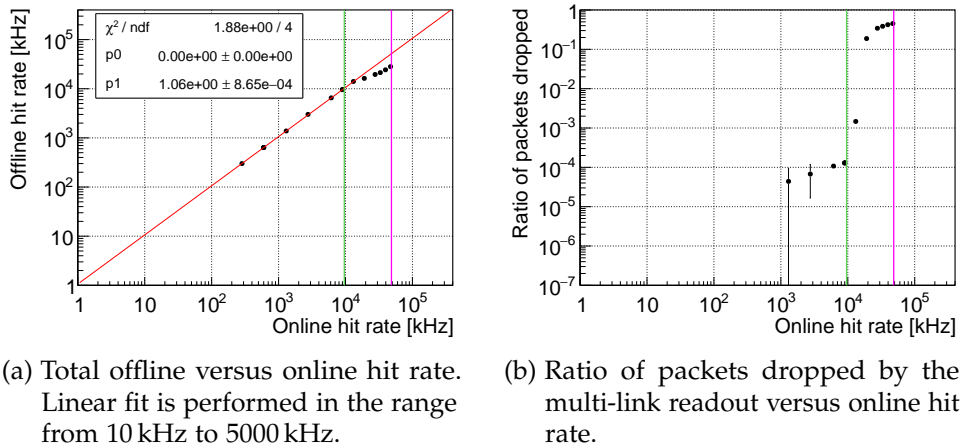 Offline hit rate [kHz]
10⁵
10⁴
10³
10²
10
1
χ² / ndf 1.88e+00 / 4
p0 0.00e+00 ± 0.00e+00
p1 1.06e+00 ± 8.65e−04
1 10 10² 10³ 10⁴ 10⁵
Online hit rate [kHz]
Ratio of packets dropped
1
10⁻¹
10⁻²
10⁻³
10⁻⁴
10⁻⁵
10⁻⁶
10⁻⁷
1 10 10² 10³ 10⁴ 10⁵
Online hit rate [kHz]
(a) Total offline versus online hit rate.
Linear fit is performed in the range
from 10 kHz to 5000 kHz.
(b) Ratio of packets dropped by the
multi-link readout versus online hit
rate.